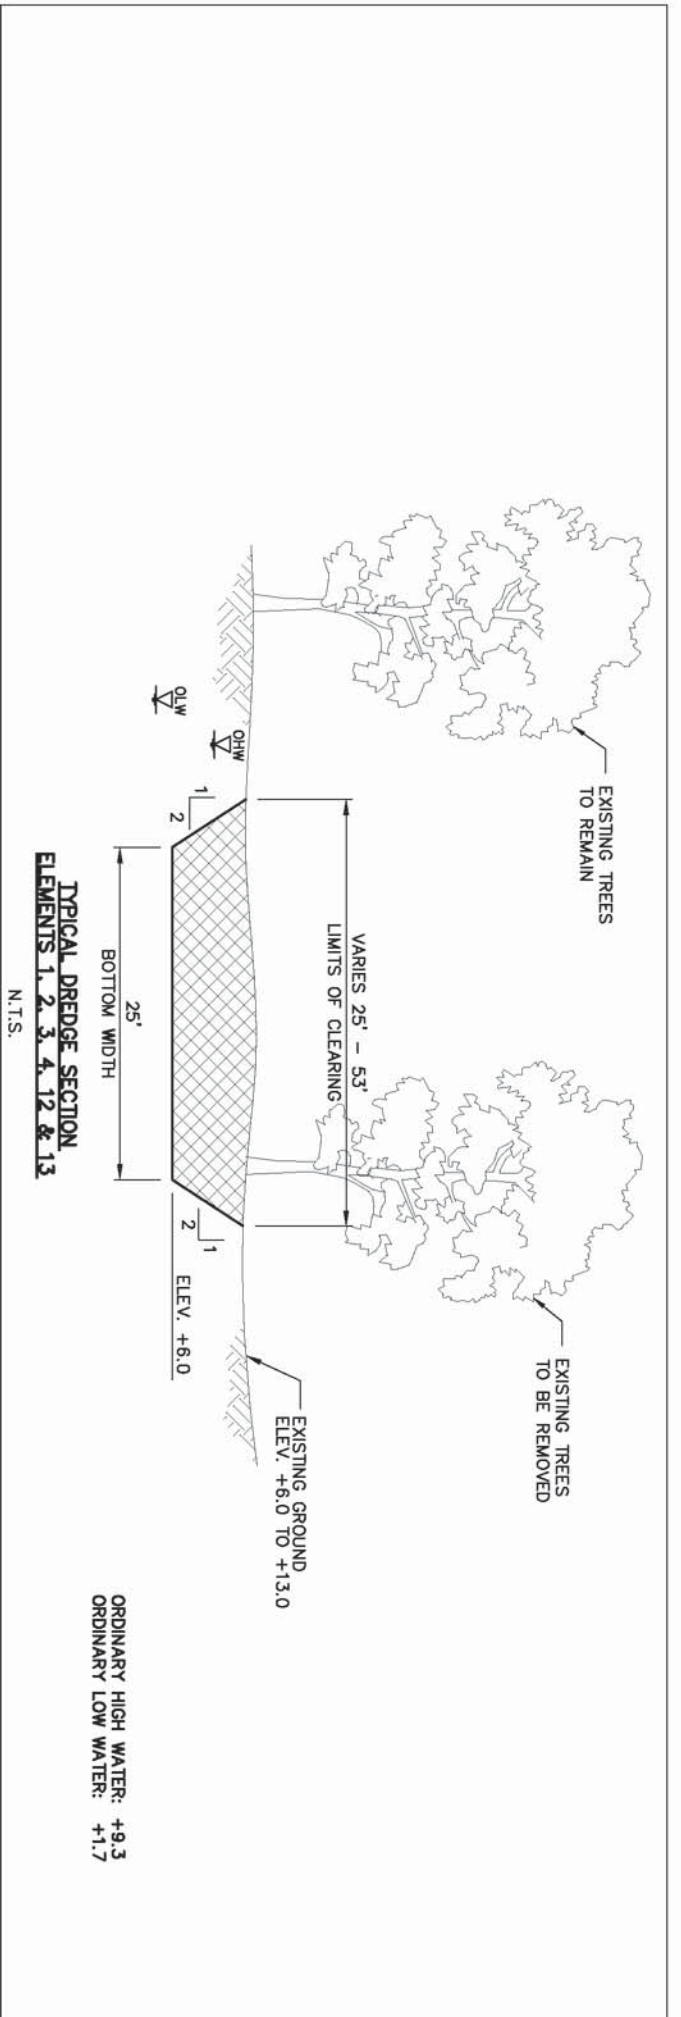 EXISTING TREES
TO REMAIN
EXISTING TREES
TO BE REMOVED
VARIES 25' - 53'
LIMITS OF CLEARING
EXISTING GROUND
ELEV. +6.0 TO +13.0
OHW
OLW
1
2
1
2
ELEV. +6.0
25'
BOTTOM WIDTH
TYPICAL DREDGE SECTION
ELEMENTS 1, 2, 3, 4, 12 & 13
N.T.S.
ORDINARY HIGH WATER: +9.3
ORDINARY LOW WATER: +1.7